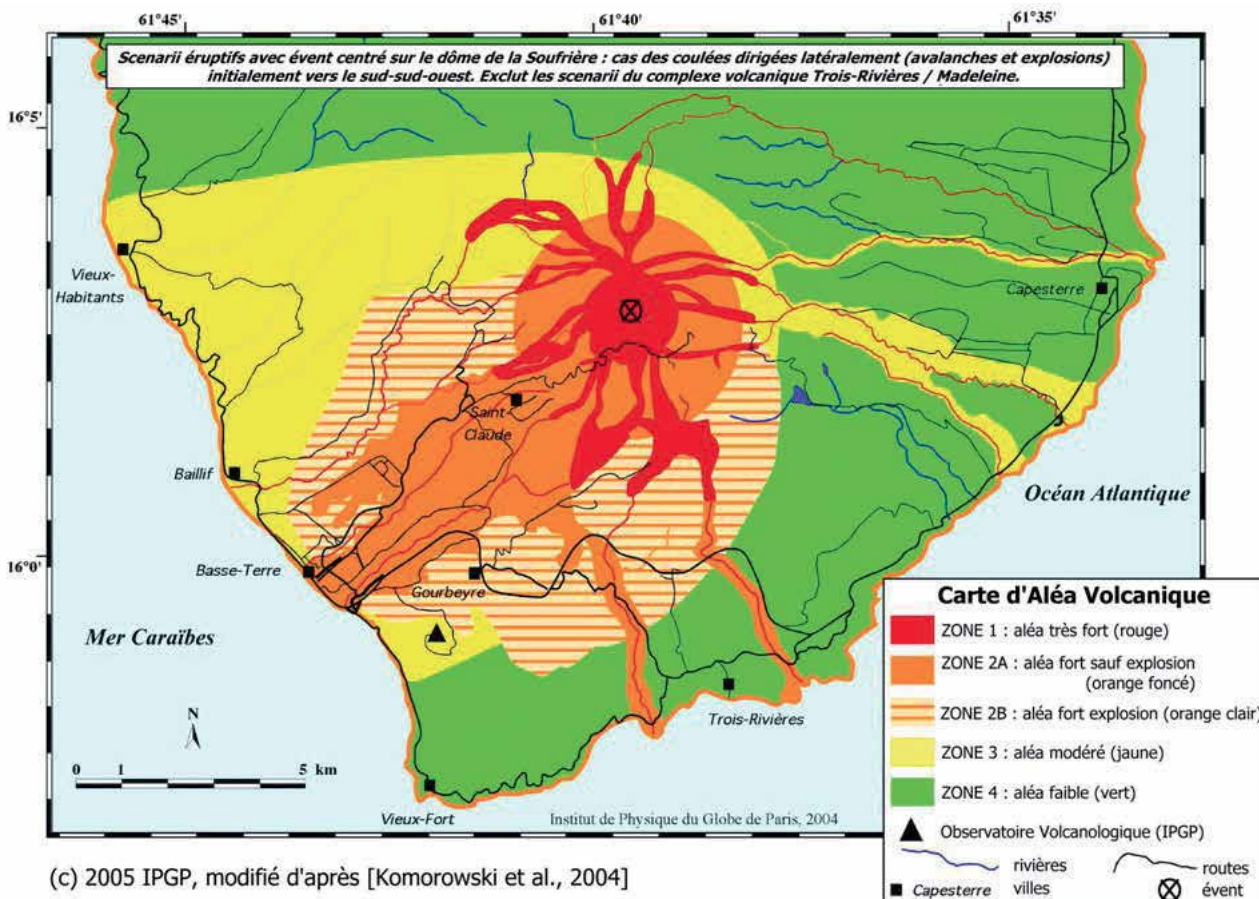 61°45' 61°40' 61°35'
Scenarii éruptifs avec évent centré sur le dôme de la Soufrière : cas des coulées dirigées latéralement (avalanches et explosions)
initialement vers le sud-sud-ouest. Exclut les scenarii du complexe volcanique Trois-Rivières / Madeleine.
16°5'
Vieux-
Habitants
Capesterre
Saint-
Claude
Baillif
Océan Atlantique
16°0'
Basse-Terre
Gourbeyre
Mer Caraïbes
Trois-Rivières
N
0 1 5 km
Vieux-Fort
Institut de Physique du Globe de Paris, 2004
Carte d'Aléa Volcanique
ZONE 1 : aléa très fort (rouge)
ZONE 2A : aléa fort sauf explosion
(orange foncé)
ZONE 2B : aléa fort explosion (orange clair)
ZONE 3 : aléa modéré (jaune)
ZONE 4 : aléa faible (vert)
Observatoire Volcanologique (IPGP)
rivières routes
Capesterre villes évent
(c) 2005 IPGP, modifié d'après [Komorowski et al., 2004]